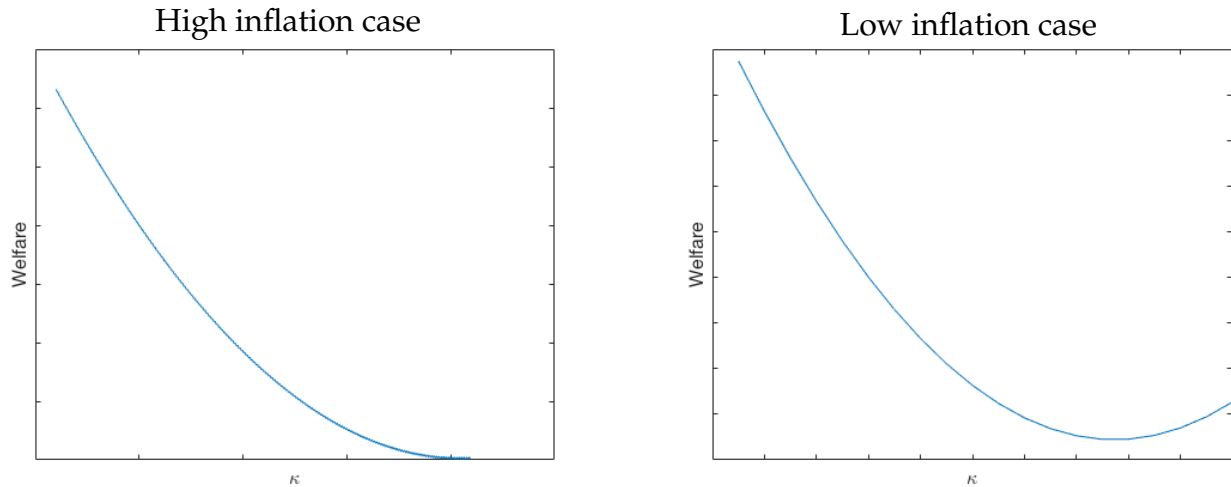 High inflation case
Welfare
κ
Low inflation case
Welfare
κ